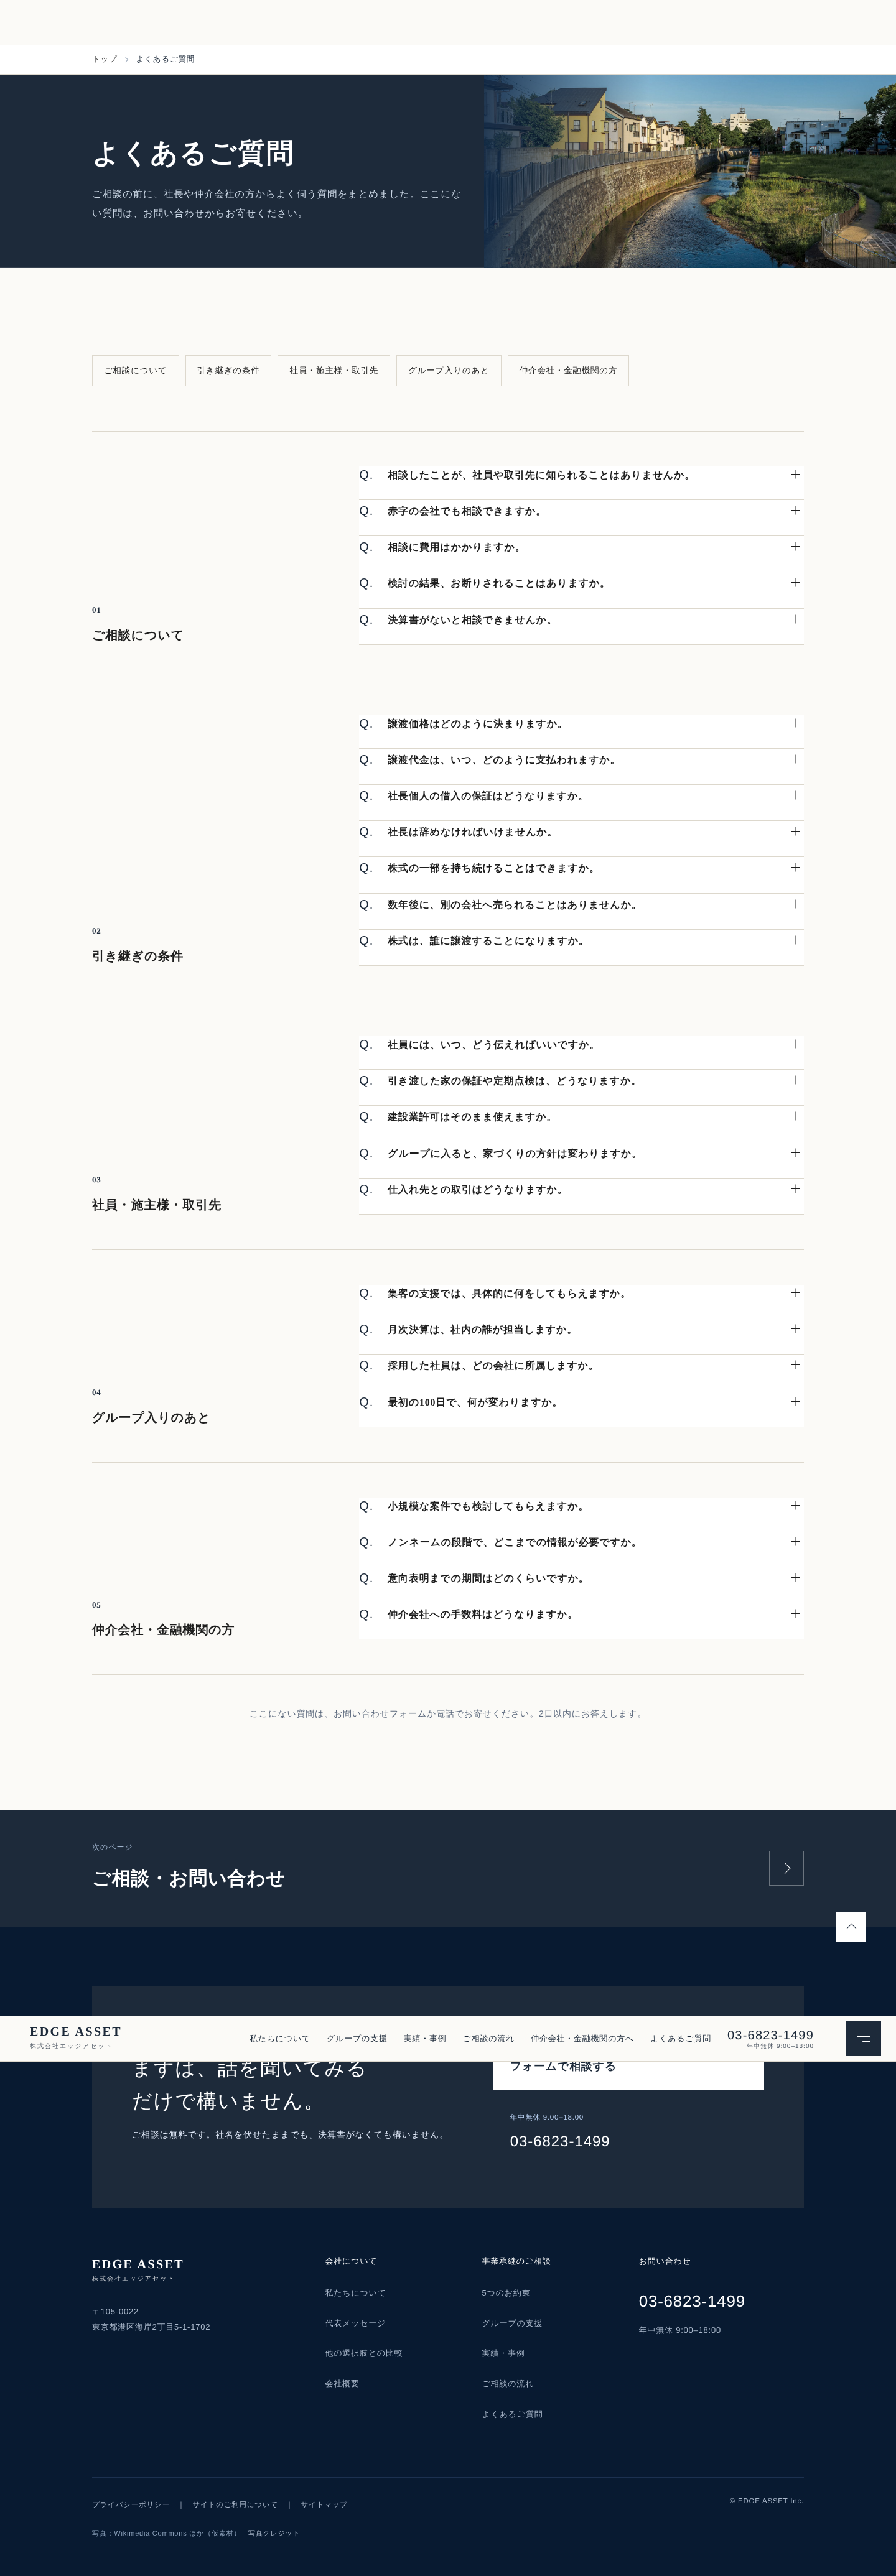 トップ
よくあるご質問
よくあるご質問
ご相談の前に、社長や仲介会社の方からよく伺う質問をまとめました。ここにな
い質問は、お問い合わせからお寄せください。
ご相談について
引き継ぎの条件
社員・施主様・取引先
グループ入りのあと
仲介会社・金融機関の方
01
ご相談について
Q. 相談したことが、社員や取引先に知られることはありませんか。
Q. 赤字の会社でも相談できますか。
Q. 相談に費用はかかりますか。
Q. 検討の結果、お断りされることはありますか。
Q. 決算書がないと相談できませんか。
02
引き継ぎの条件
Q. 譲渡価格はどのように決まりますか。
Q. 譲渡代金は、いつ、どのように支払われますか。
Q. 社長個人の借入の保証はどうなりますか。
Q. 社長は辞めなければいけませんか。
Q. 株式の一部を持ち続けることはできますか。
Q. 数年後に、別の会社へ売られることはありませんか。
Q. 株式は、誰に譲渡することになりますか。
03
社員・施主様・取引先
Q. 社員には、いつ、どう伝えればいいですか。
Q. 引き渡した家の保証や定期点検は、どうなりますか。
Q. 建設業許可はそのまま使えますか。
Q. グループに入ると、家づくりの方針は変わりますか。
Q. 仕入れ先との取引はどうなりますか。
04
グループ入りのあと
Q. 集客の支援では、具体的に何をしてもらえますか。
Q. 月次決算は、社内の誰が担当しますか。
Q. 採用した社員は、どの会社に所属しますか。
Q. 最初の100日で、何が変わりますか。
05
仲介会社・金融機関の方
Q. 小規模な案件でも検討してもらえますか。
Q. ノンネームの段階で、どこまでの情報が必要ですか。
Q. 意向表明までの期間はどのくらいですか。
Q. 仲介会社への手数料はどうなりますか。
ここにない質問は、お問い合わせフォームか電話でお寄せください。2日以内にお答えします。
次のページ
ご相談・お問い合わせ
EDGE ASSET
株式会社エッジアセット
私たちについて
グループの支援
実績・事例
ご相談の流れ
仲介会社・金融機関の方へ
よくあるご質問
03-6823-1499
年中無休 9:00–18:00
まずは、話を聞いてみる
だけで構いません。
ご相談は無料です。社名を伏せたままでも、決算書がなくても構いません。
フォームで相談する
年中無休 9:00–18:00
03-6823-1499
EDGE ASSET
株式会社エッジアセット
〒105-0022
東京都港区海岸2丁目5-1-1702
会社について
私たちについて
代表メッセージ
他の選択肢との比較
会社概要
事業承継のご相談
5つのお約束
グループの支援
実績・事例
ご相談の流れ
よくあるご質問
お問い合わせ
03-6823-1499
年中無休 9:00–18:00
プライバシーポリシー | サイトのご利用について | サイトマップ
© EDGE ASSET Inc.
写真：Wikimedia Commons ほか（仮素材） 写真クレジット